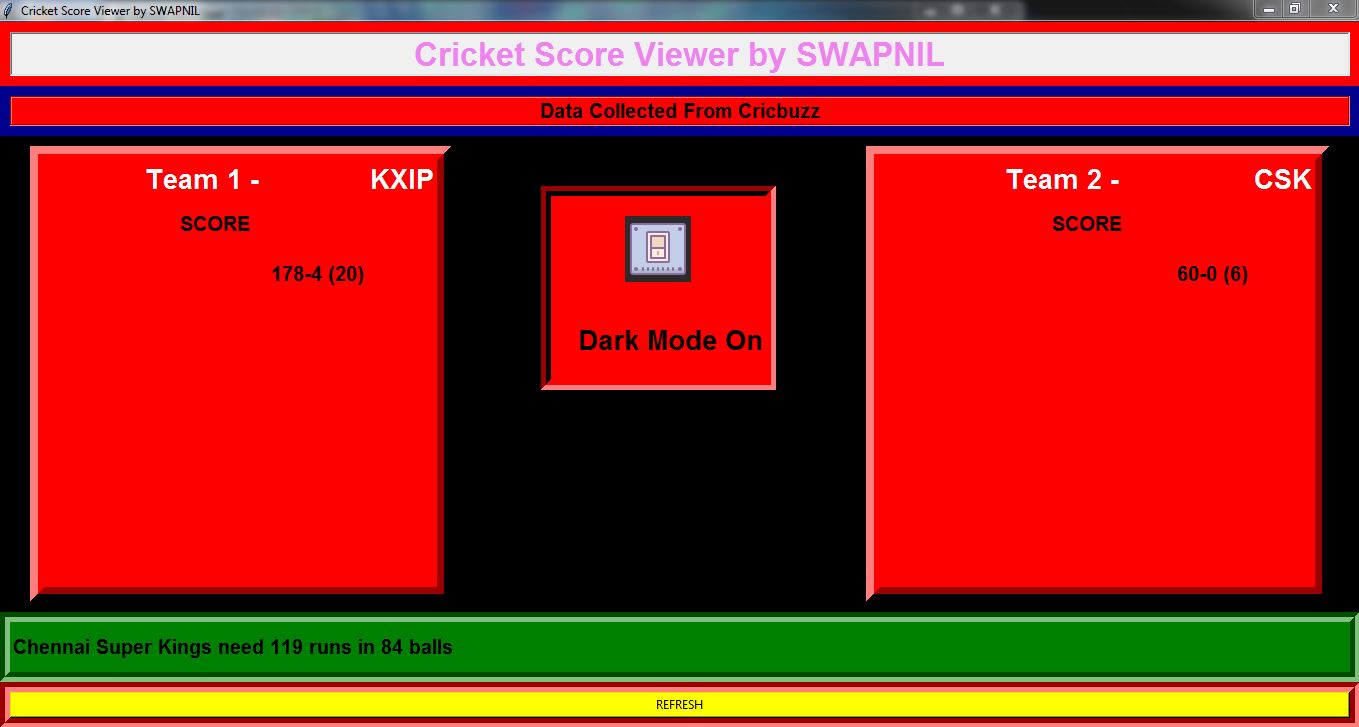 Cricket Score Viewer by SWAPNIL
Cricket Score Viewer by SWAPNIL
Data Collected From Cricbuzz
Team 1 - KXIP
SCORE
178-4 (20)
Dark Mode On
Team 2 - CSK
SCORE
60-0 (6)
Chennai Super Kings need 119 runs in 84 balls
REFRESH